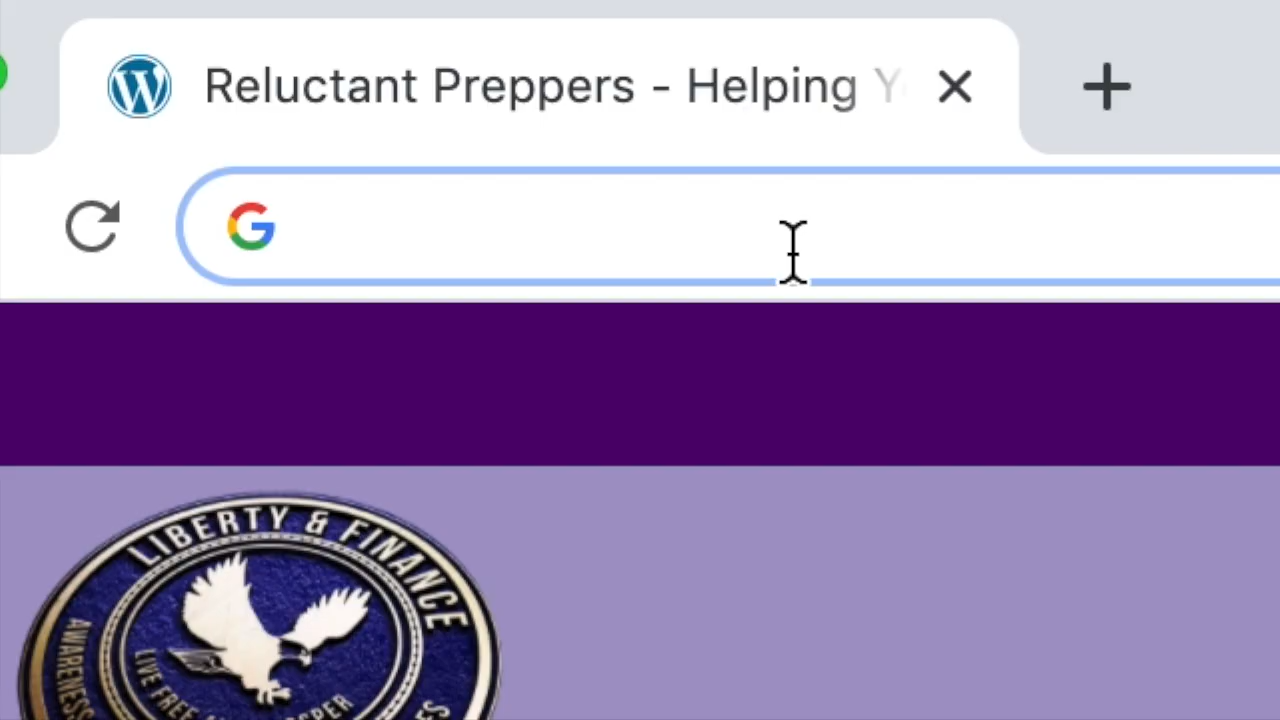 Reluctant Preppers - Helping
LIBERTY & FINANCE
AWARENESS
LIVE FREE